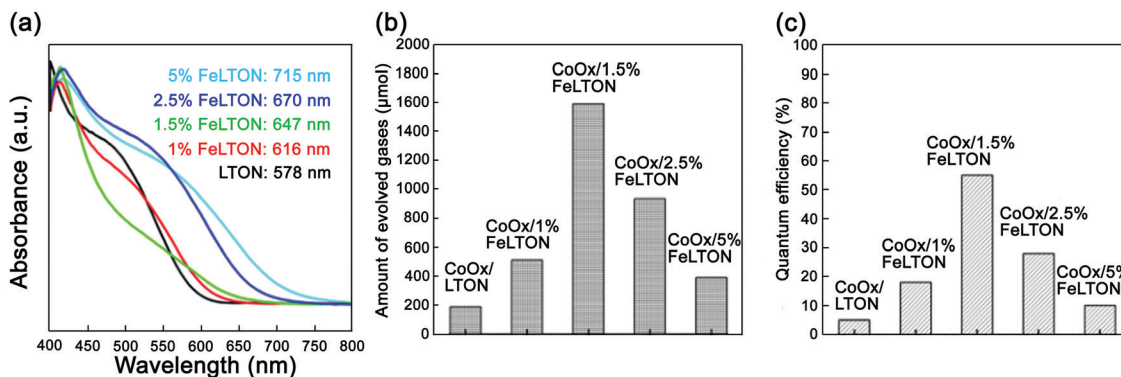 (a)
Absorbance (a.u.)
5% FeLTON: 715 nm
2.5% FeLTON: 670 nm
1.5% FeLTON: 647 nm
1% FeLTON: 616 nm
LTON: 578 nm
400 450 500 550 600 650 700 750 800
Wavelength (nm)
(b)
Amount of evolved gases (µmol)
2000
1800
1600
1400
1200
1000
800
600
400
200
0
CoOx/
LTON
CoOx/1%
FeLTON
CoOx/1.5%
FeLTON
CoOx/2.5%
FeLTON
CoOx/5%
FeLTON
(c)
Quantum efficiency (%)
100
90
80
70
60
50
40
30
20
10
0
CoOx/
LTON
CoOx/1%
FeLTON
CoOx/1.5%
FeLTON
CoOx/2.5%
FeLTON
CoOx/5%
FeLTON